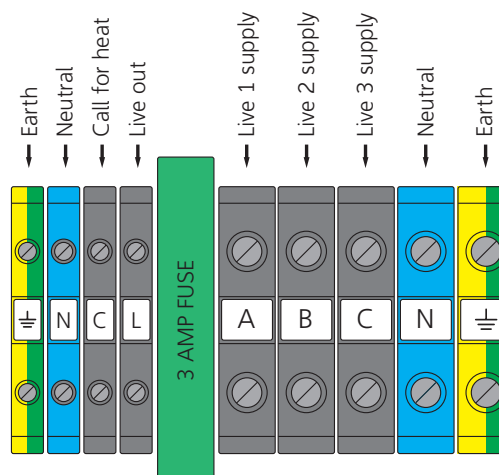 Earth
Neutral
Call for heat
Live out
Live 1 supply
Live 2 supply
Live 3 supply
Neutral
Earth
N
C
L
3 AMP FUSE
A
B
C
N